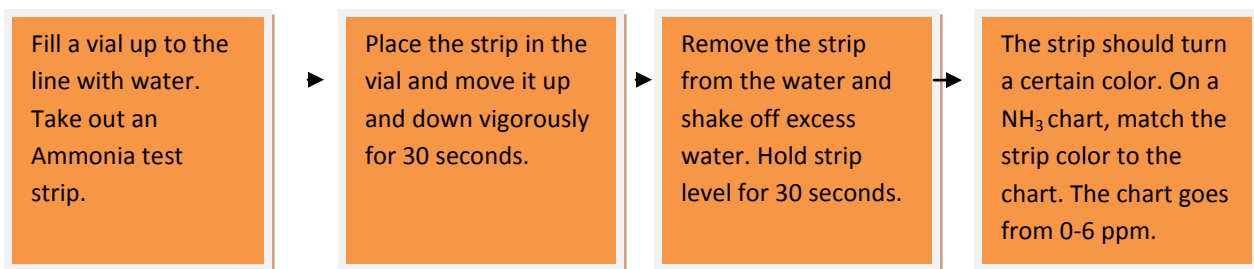 Fill a vial up to the
line with water.
Take out an
Ammonia test
strip.
Place the strip in the
vial and move it up
and down vigorously
for 30 seconds.
Remove the strip
from the water and
shake off excess
water. Hold strip
level for 30 seconds.
The strip should turn
a certain color. On a
NH₃ chart, match the
strip color to the
chart. The chart goes
from 0-6 ppm.